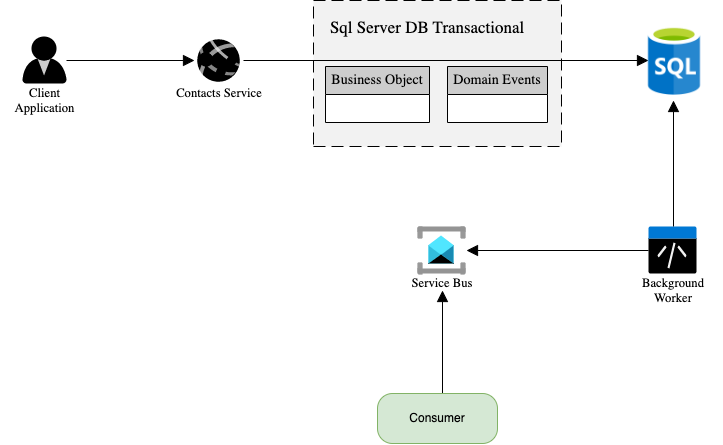 Sql Server DB Transactional
Business Object
Domain Events
SQL
Client
Application
Contacts Service
Service Bus
Background
Worker
Consumer